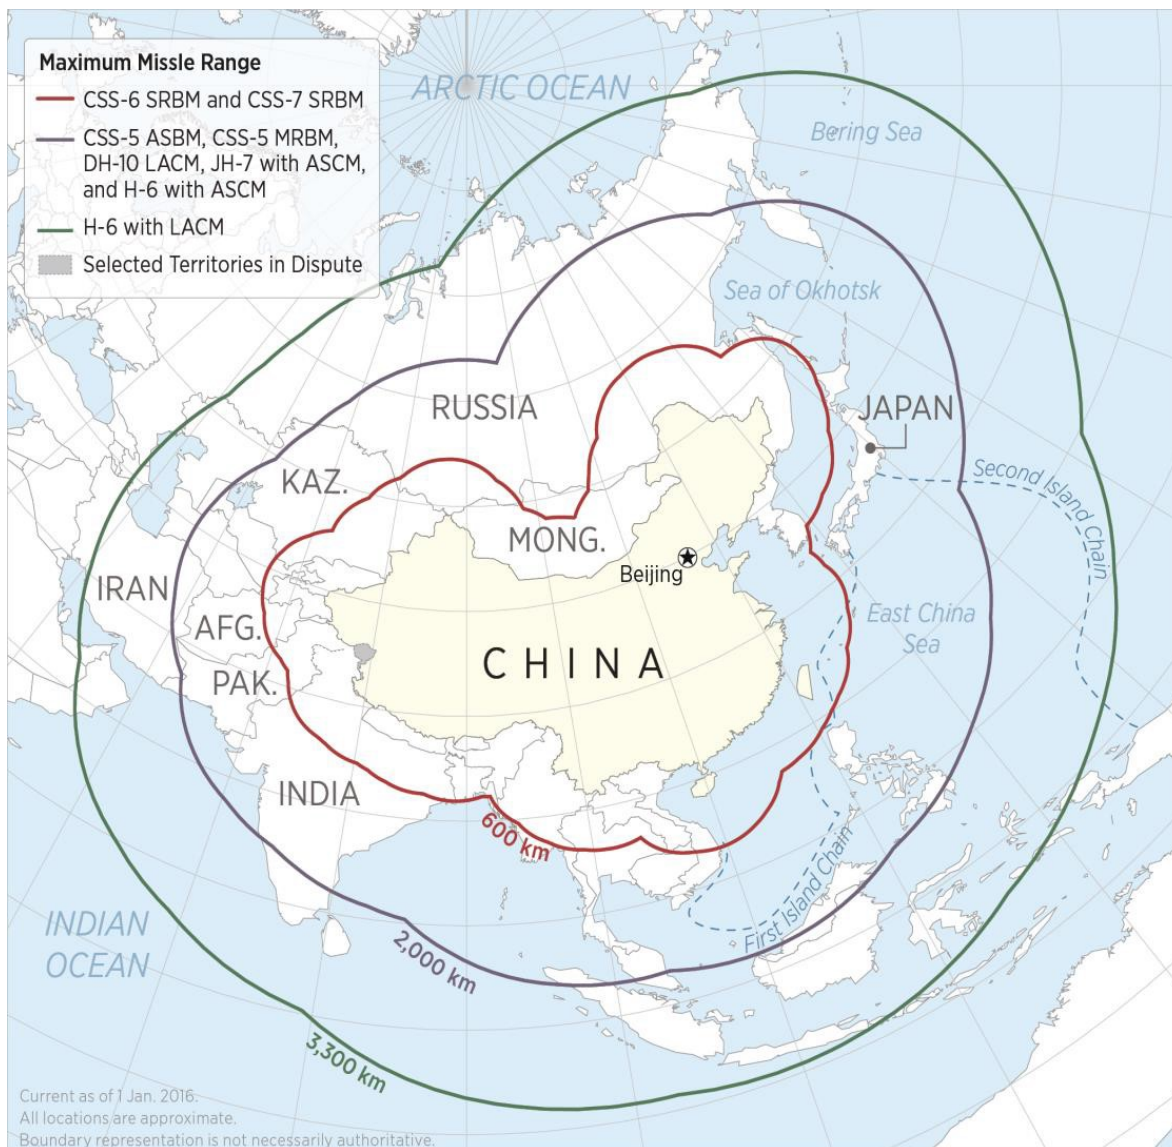 Maximum Missle Range
CSS-6 SRBM and CSS-7 SRBM
CSS-5 ASBM, CSS-5 MRBM,
DH-10 LACM, JH-7 with ASCM,
and H-6 with ASCM
H-6 with LACM
Selected Territories in Dispute
ARCTIC OCEAN
Bering Sea
Sea of Okhotsk
RUSSIA
JAPAN
KAZ.
Second Island Chain
MONG.
Beijing
IRAN
AFG.
East China
Sea
CHINA
PAK.
INDIA
600 km
First Island Chain
INDIAN
OCEAN
2,000 km
3,300 km
Current as of 1 Jan. 2016.
All locations are approximate.
Boundary representation is not necessarily authoritative.